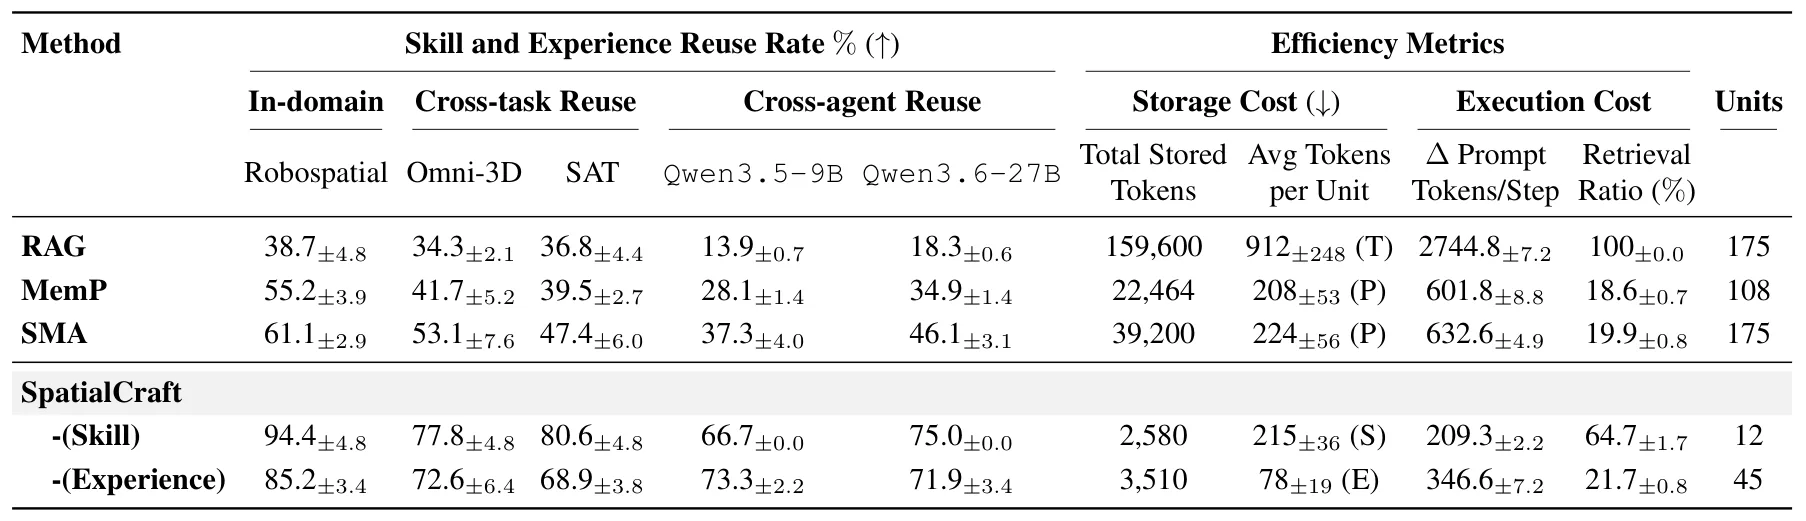 Method Skill and Experience Reuse Rate % (↑) Efficiency Metrics
In-domain Cross-task Reuse Cross-agent Reuse Storage Cost (↓) Execution Cost Units
Robospatial Omni-3D SAT Qwen3.5-9B Qwen3.6-27B Total Stored Tokens Avg Tokens per Unit Δ Prompt Tokens/Step Retrieval Ratio (%)
RAG 38.7±4.8 34.3±2.1 36.8±4.4 13.9±0.7 18.3±0.6 159,600 912±248 (T) 2744.8±7.2 100±0.0 175
MemP 55.2±3.9 41.7±5.2 39.5±2.7 28.1±1.4 34.9±1.4 22,464 208±53 (P) 601.8±8.8 18.6±0.7 108
SMA 61.1±2.9 53.1±7.6 47.4±6.0 37.3±4.0 46.1±3.1 39,200 224±56 (P) 632.6±4.9 19.9±0.8 175
SpatialCraft
-(Skill) 94.4±4.8 77.8±4.8 80.6±4.8 66.7±0.0 75.0±0.0 2,580 215±36 (S) 209.3±2.2 64.7±1.7 12
-(Experience) 85.2±3.4 72.6±6.4 68.9±3.8 73.3±2.2 71.9±3.4 3,510 78±19 (E) 346.6±7.2 21.7±0.8 45